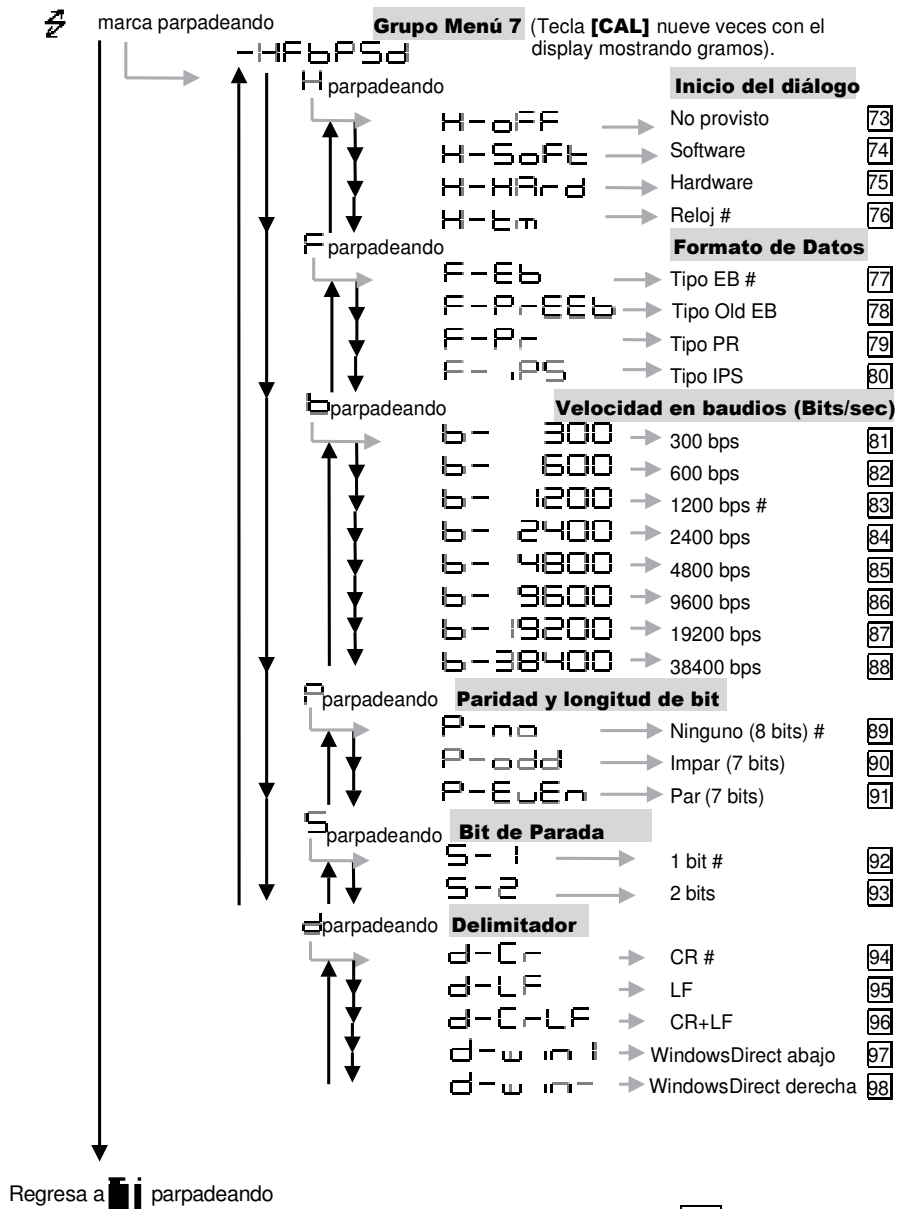 marca parpadeando
Grupo Menú 7 (Tecla [CAL] nueve veces con el
display mostrando gramos).
-HFbPSd
H parpadeando
Inicio del diálogo
H-oFF No provisto 73
H-SoFt Software 74
H-HArd Hardware 75
H-tm Reloj # 76
F parpadeando
Formato de Datos
F-Eb Tipo EB # 77
F-PrEEb Tipo Old EB 78
F-Pr Tipo PR 79
F-iPS Tipo IPS 80
b parpadeando
Velocidad en baudios (Bits/sec)
b- 300 300 bps 81
b- 600 600 bps 82
b- 1200 1200 bps # 83
b- 2400 2400 bps 84
b- 4800 4800 bps 85
b- 9600 9600 bps 86
b- 19200 19200 bps 87
b-38400 38400 bps 88
P parpadeando Paridad y longitud de bit
P-no Ninguno (8 bits) # 89
P-odd Impar (7 bits) 90
P-EvEn Par (7 bits) 91
S parpadeando Bit de Parada
S-1 1 bit # 92
S-2 2 bits 93
d parpadeando Delimitador
d-Cr CR # 94
d-LF LF 95
d-CrLF CR+LF 96
d-win 1 WindowsDirect abajo 97
d-win- WindowsDirect derecha 98
Regresa a parpadeando